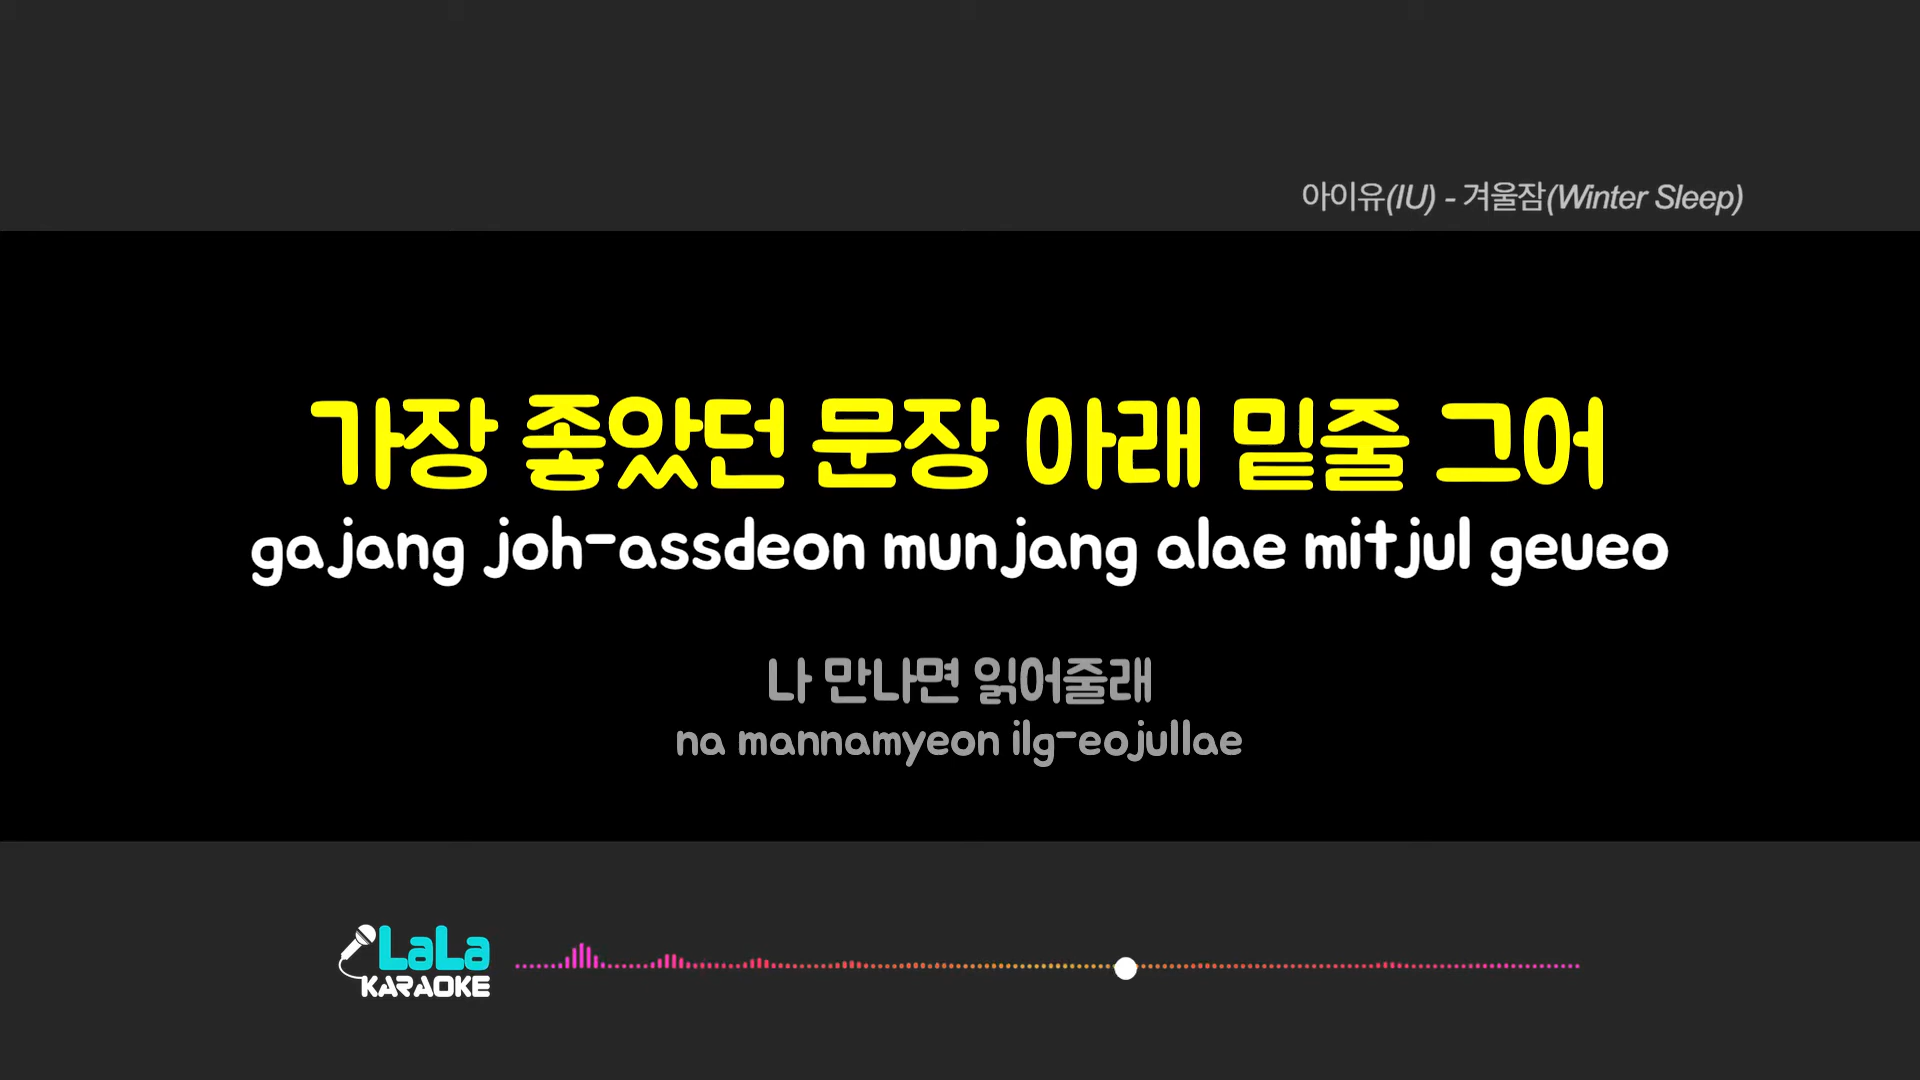 아이유(IU) - 겨울잠(Winter Sleep)
가장 좋았던 문장 아래 밑줄 그어
gajang joh-assdeon munjang alae mitjul geueo
나 만나면 읽어줄래
na mannamyeon ilg-eojullae
LaLa
KARAOKE